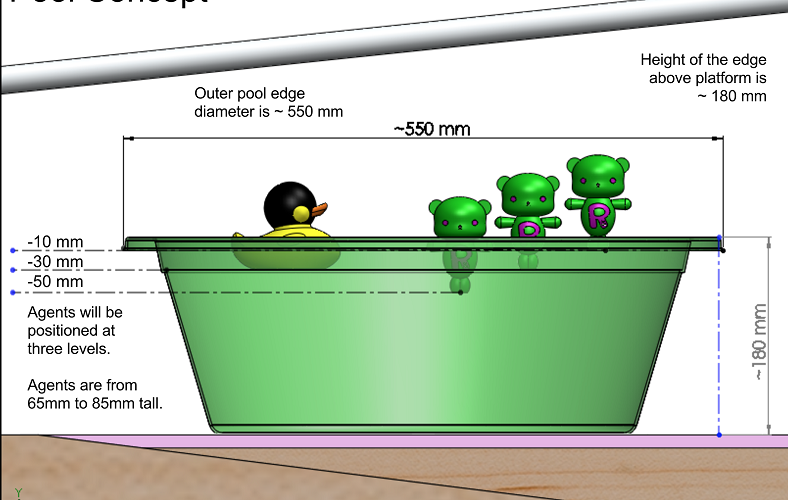 Pool Concept
Height of the edge
above platform is
~ 180 mm
Outer pool edge
diameter is ~ 550 mm
~550 mm
-10 mm
-30 mm
-50 mm
Agents will be
positioned at
three levels.
Agents are from
65mm to 85mm tall.
~180 mm
R
R
R
Y